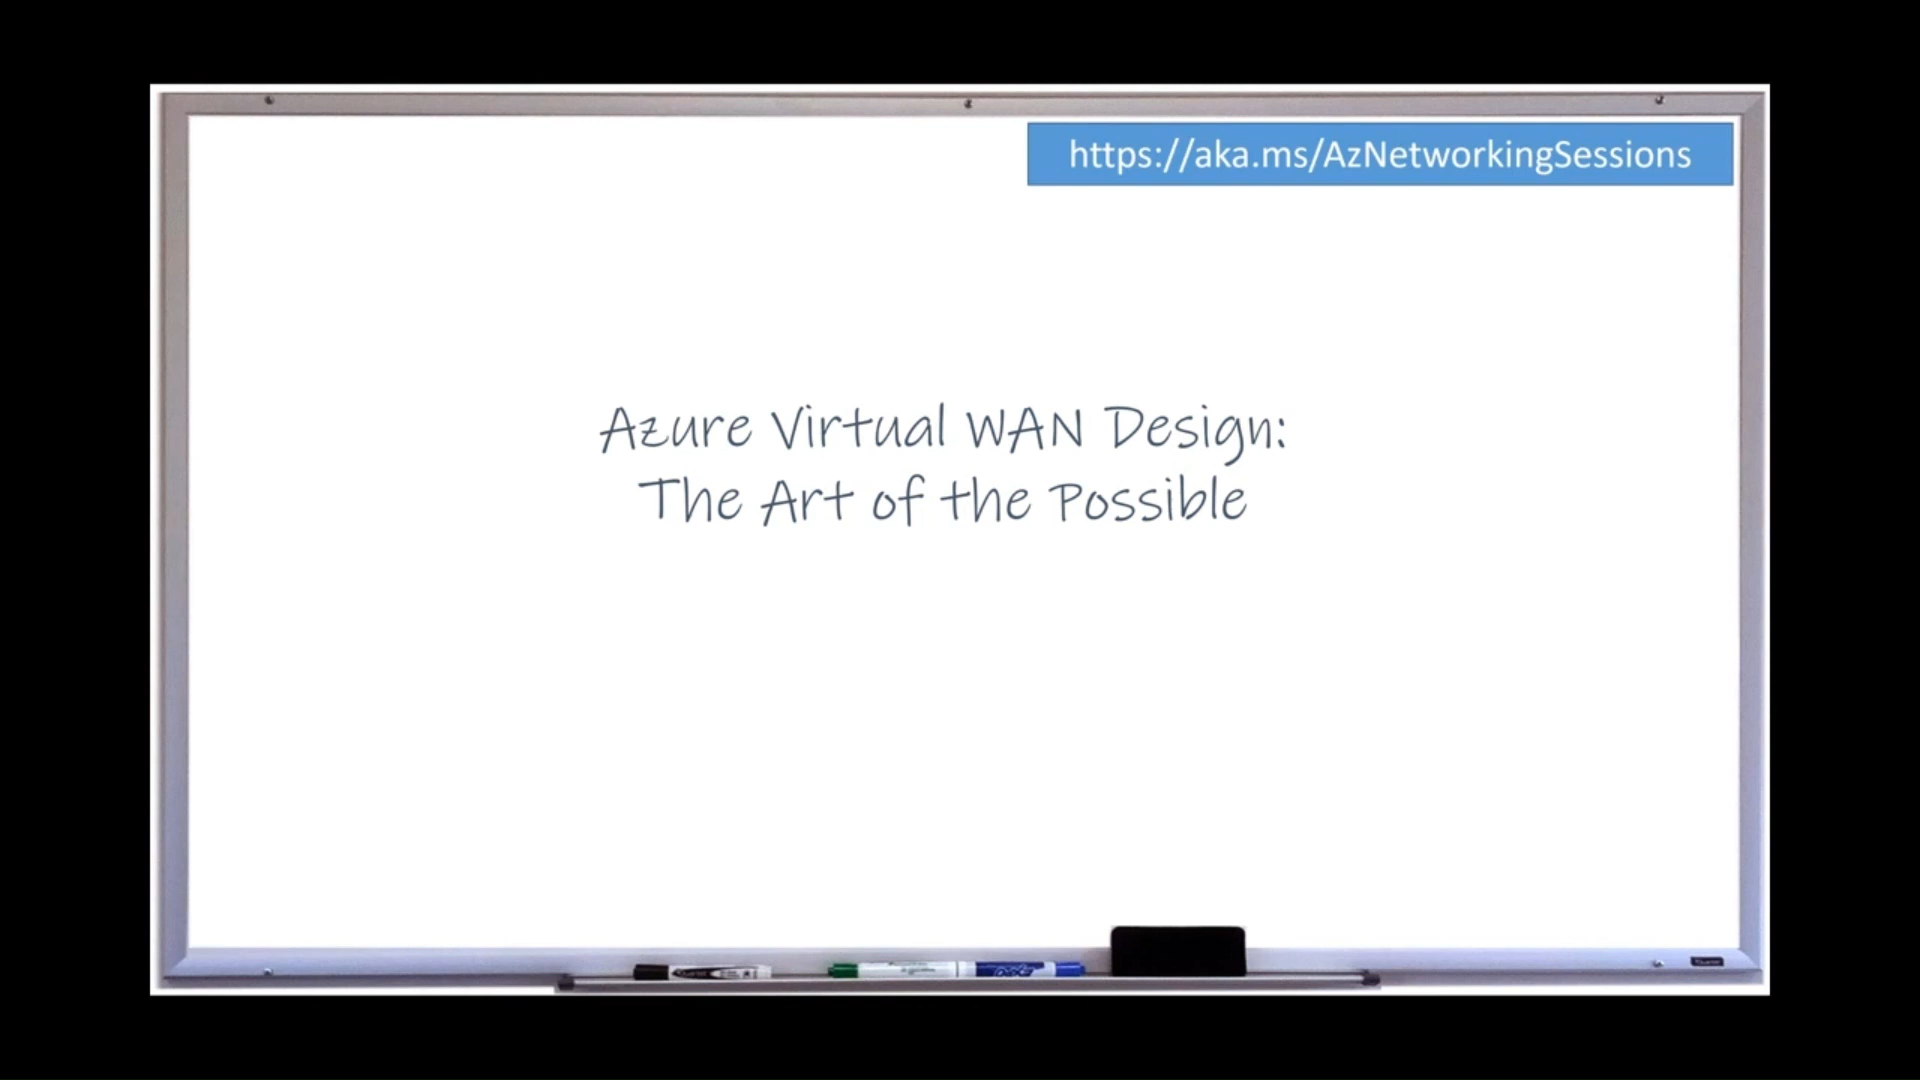 https://aka.ms/AzNetworkingSessions
Azure Virtual WAN Design:
The Art of the Possible